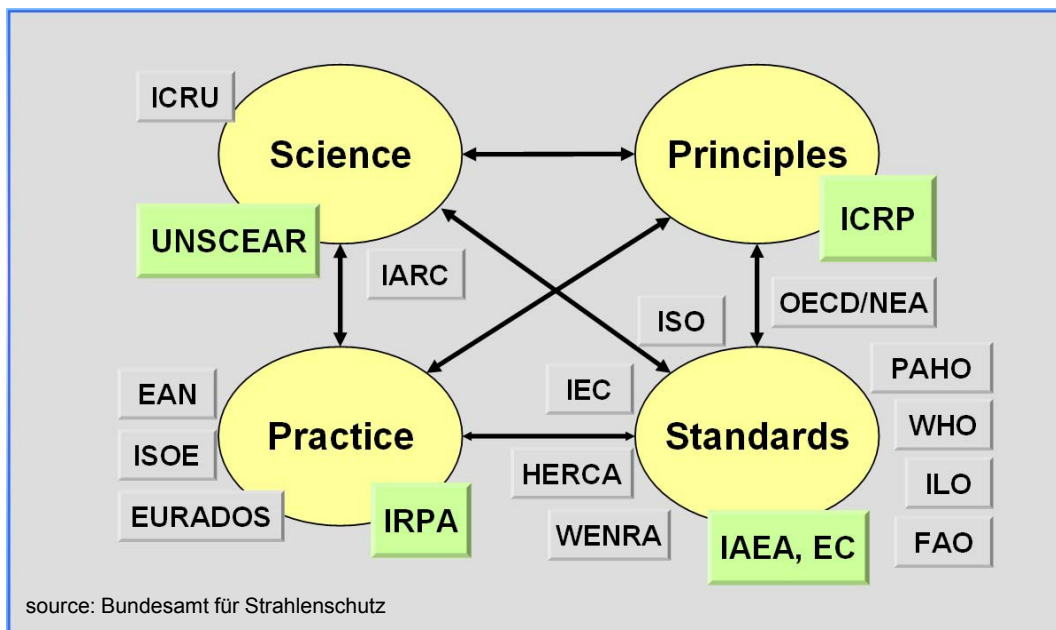 ICRU
Science
Principles
UNSCEAR
ICRP
IARC
OECD/NEA
ISO
PAHO
EAN
IEC
WHO
Practice
Standards
ISOE
HERCA
ILO
EURADOS
IRPA
WENRA
IAEA, EC
FAO
source: Bundesamt für Strahlenschutz